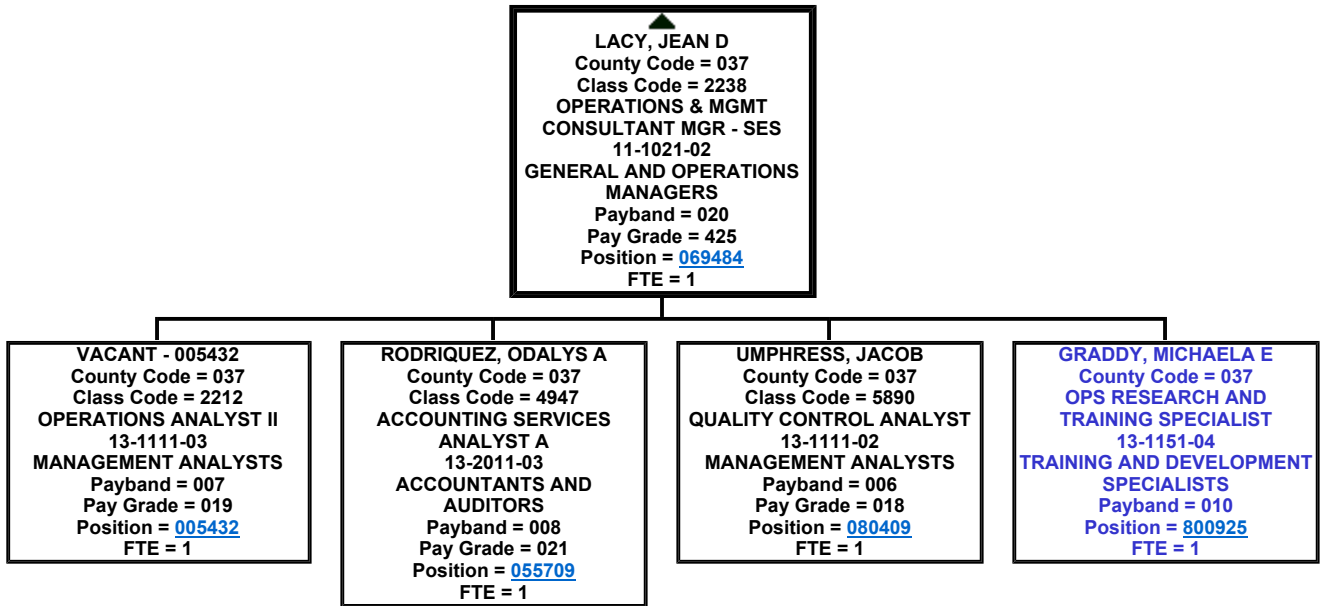 LACY, JEAN D
County Code = 037
Class Code = 2238
OPERATIONS & MGMT
CONSULTANT MGR - SES
11-1021-02
GENERAL AND OPERATIONS
MANAGERS
Payband = 020
Pay Grade = 425
Position = 069484
FTE = 1
VACANT - 005432
County Code = 037
Class Code = 2212
OPERATIONS ANALYST II
13-1111-03
MANAGEMENT ANALYSTS
Payband = 007
Pay Grade = 019
Position = 005432
FTE = 1
RODRIQUEZ, ODALYS A
County Code = 037
Class Code = 4947
ACCOUNTING SERVICES
ANALYST A
13-2011-03
ACCOUNTANTS AND
AUDITORS
Payband = 008
Pay Grade = 021
Position = 055709
FTE = 1
UMPHRESS, JACOB
County Code = 037
Class Code = 5890
QUALITY CONTROL ANALYST
13-1111-02
MANAGEMENT ANALYSTS
Payband = 006
Pay Grade = 018
Position = 080409
FTE = 1
GRADDY, MICHAELA E
County Code = 037
OPS RESEARCH AND
TRAINING SPECIALIST
13-1151-04
TRAINING AND DEVELOPMENT
SPECIALISTS
Payband = 010
Position = 800925
FTE = 1